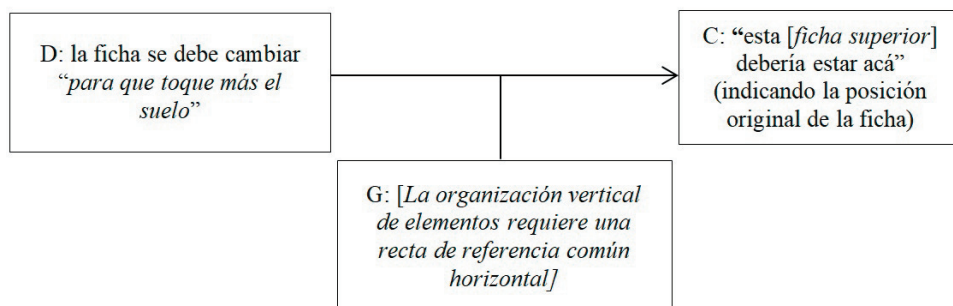 D: la ficha se debe cambiar
“para que toque más el
suelo”
C: “esta [ficha superior]
debería estar acá”
(indicando la posición
original de la ficha)
G: [La organización vertical
de elementos requiere una
recta de referencia común
horizontal]